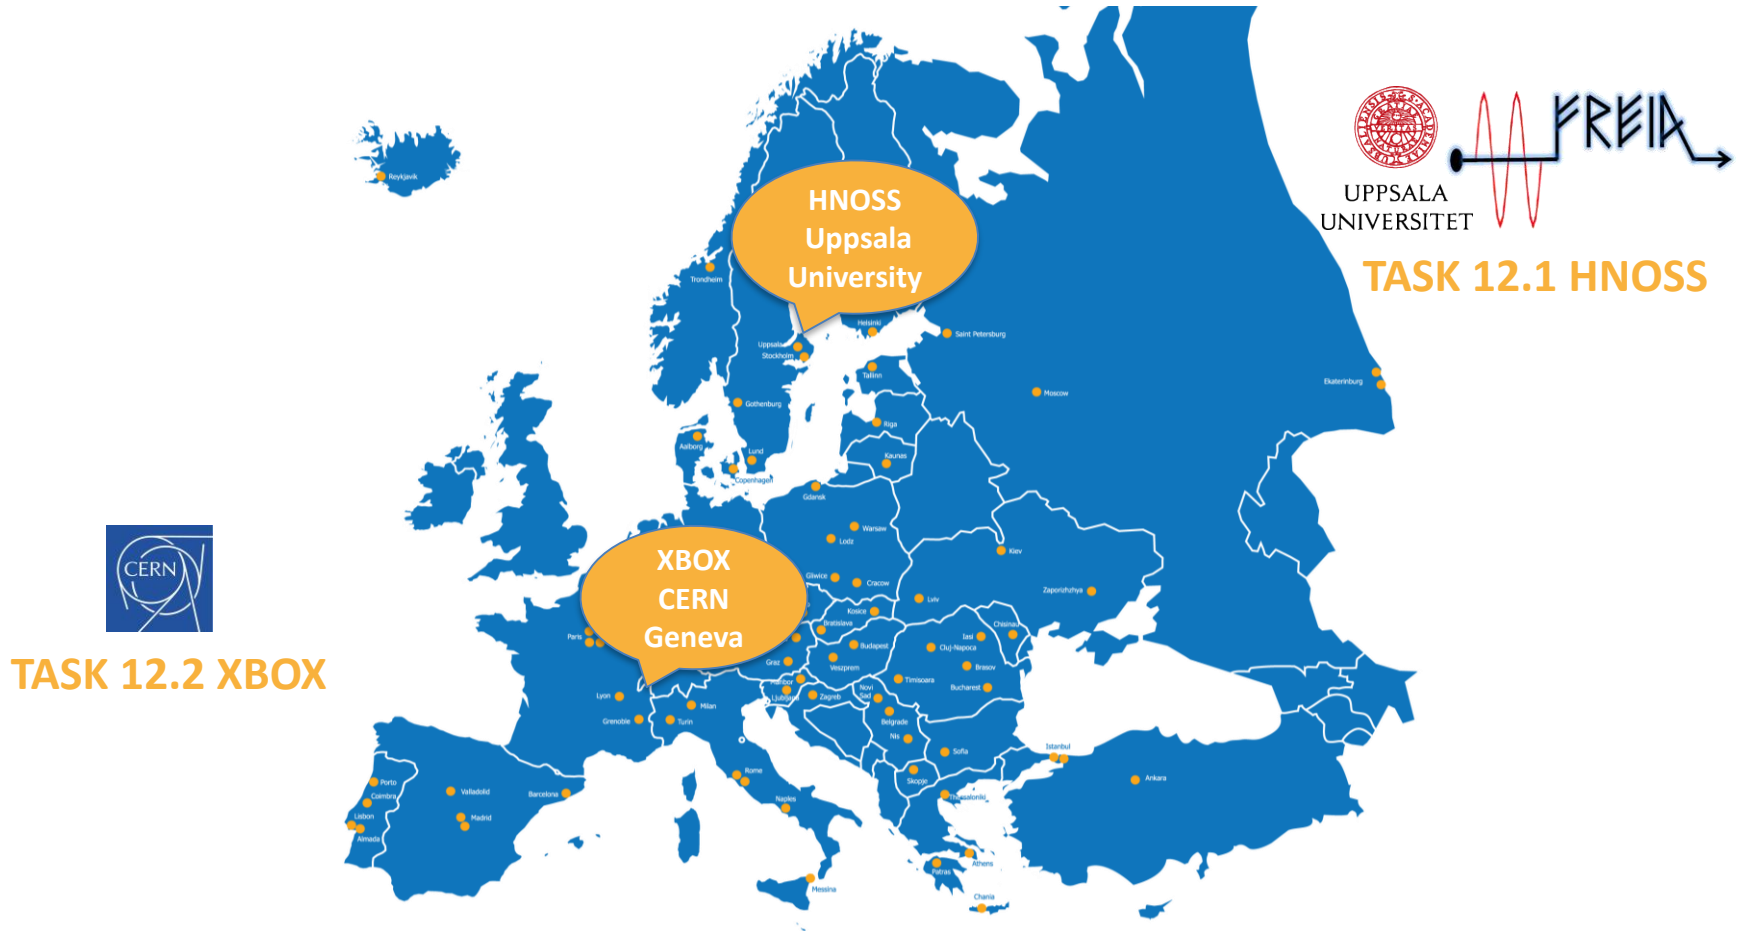 FREIA
UPPSALA
UNIVERSITET
TASK 12.1 HNOSS
HNOSS
Uppsala
University
Reykjavik
Trondheim
Helsinki
Saint Petersburg
Uppsala
Stockholm
Tallinn
Ekaterinburg
Moscow
Gothenburg
Riga
Aalborg
Lund
Kaunas
Copenhagen
Gdansk
Warsaw
Lodz
Kiev
XBOX
CERN
Geneva
CERN
TASK 12.2 XBOX
Gliwice
Cracow
Zaporizhzhya
Lviv
Kosice
Bratislava
Chisinau
Paris
Iasi
Budapest
Cluj-Napoca
Graz
Veszprem
Brasov
Timisoara
Maribor
Bucharest
Novi
Sad
Lyon
Ljubljana
Zagreb
Milan
Belgrade
Grenoble
Turin
Nis
Istanbul
Sofia
Rome
Skopje
Ankara
Porto
Valladolid
Barcelona
Coimbra
Naples
Thessaloniki
Lisbon
Madrid
Almada
Athens
Patras
Messina
Chania